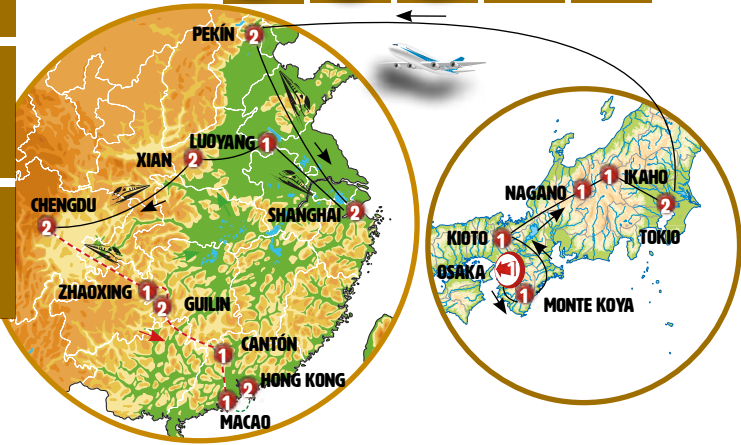 PEKÍN
2
LUOYANG
1
XIAN
2
CHENGDU
2
SHANGHAI
2
ZHAOXING
1
GUILIN
2
CANTÓN
1
HONG KONG
2
MACAO
1
NAGANO
1
IKAHO
1
TOKIO
2
KIOTO
1
OSAKA
1
MONTE KOYA
1